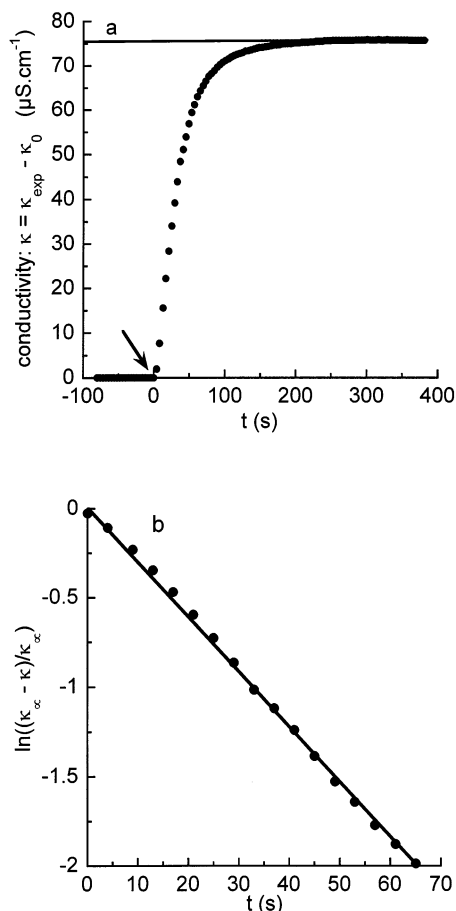 80
a
70
60
50
40
30
20
10
0
conductivity: κ = κexp - κ0 (µS.cm⁻¹)
-100 0 100 200 300 400
t (s)
0
b
-0.5
-1
-1.5
-2
ln((κ∝ - κ)/κ∝)
0 10 20 30 40 50 60 70
t (s)